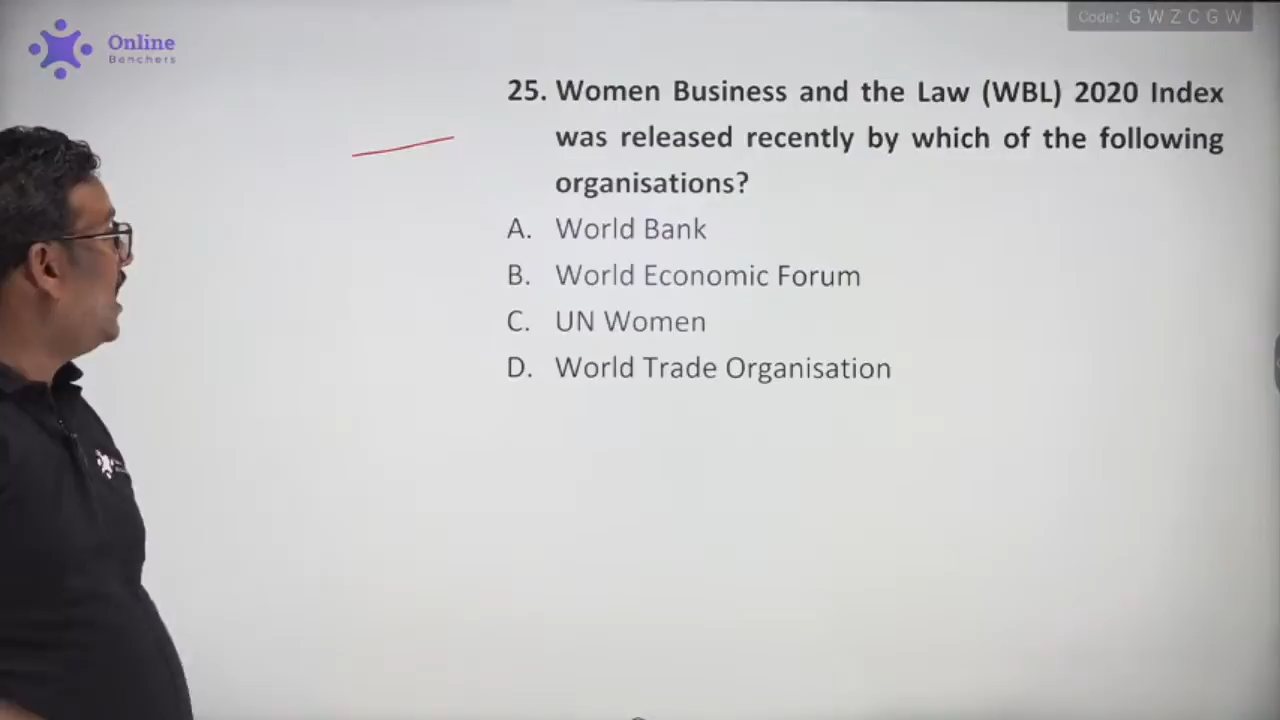 Online
Benchers
Code: G W Z C G W
25. Women Business and the Law (WBL) 2020 Index
was released recently by which of the following
organisations?
A. World Bank
B. World Economic Forum
C. UN Women
D. World Trade Organisation